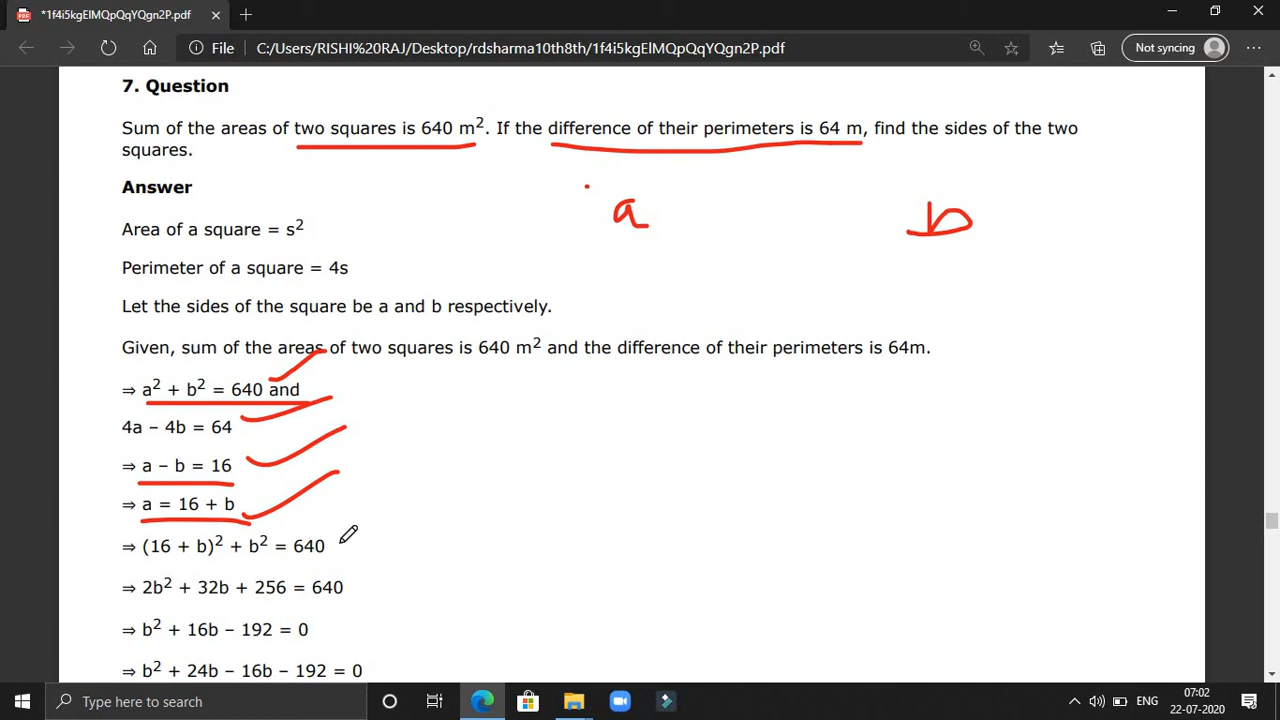 *1f4i5kgElMQpQqYQgn2P.pdf
File C:/Users/RISHI%20RAJ/Desktop/rdsharma10th8th/1f4i5kgElMQpQqYQgn2P.pdf Not syncing
7. Question
Sum of the areas of two squares is 640 m². If the difference of their perimeters is 64 m, find the sides of the two
squares.
Answer
a b
Area of a square = s²
Perimeter of a square = 4s
Let the sides of the square be a and b respectively.
Given, sum of the areas of two squares is 640 m² and the difference of their perimeters is 64m.
⇒ a² + b² = 640 and
4a – 4b = 64
⇒ a – b = 16
⇒ a = 16 + b
⇒ (16 + b)² + b² = 640
⇒ 2b² + 32b + 256 = 640
⇒ b² + 16b – 192 = 0
⇒ b² + 24b – 16b – 192 = 0
Type here to search
ENG
07:02
22-07-2020